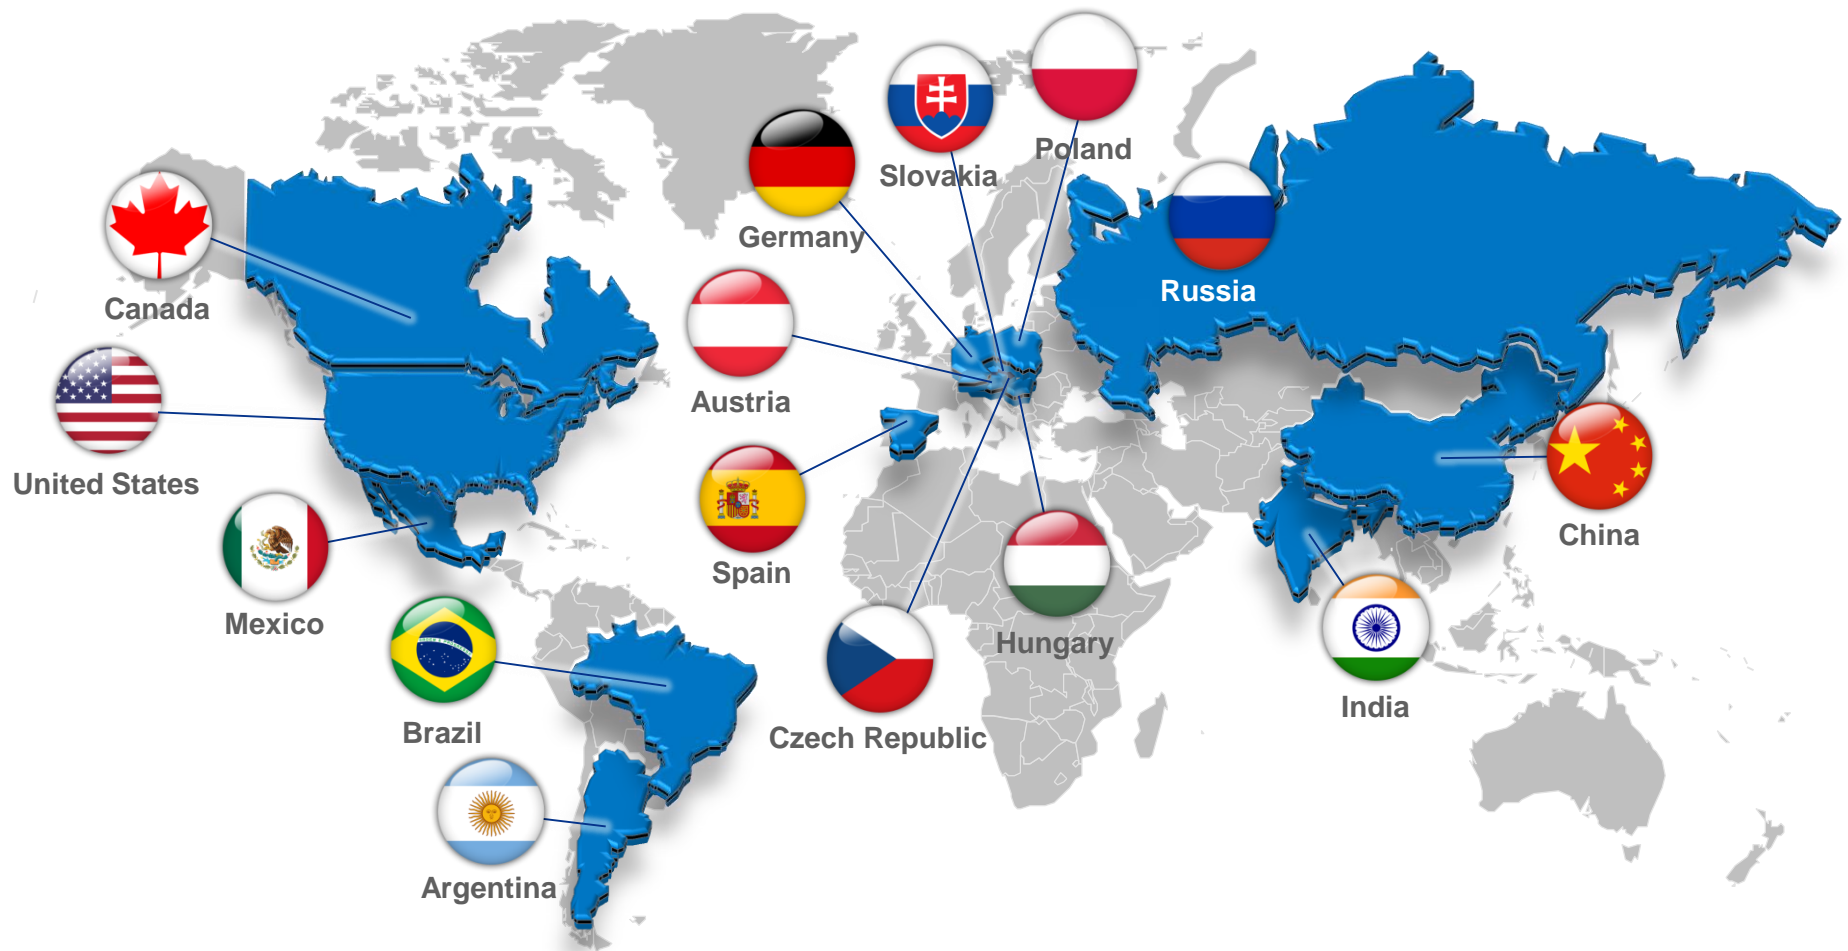 Poland
Slovakia
Germany
Russia
Canada
Austria
United States
China
Spain
Mexico
Hungary
India
Brazil
Czech Republic
Argentina